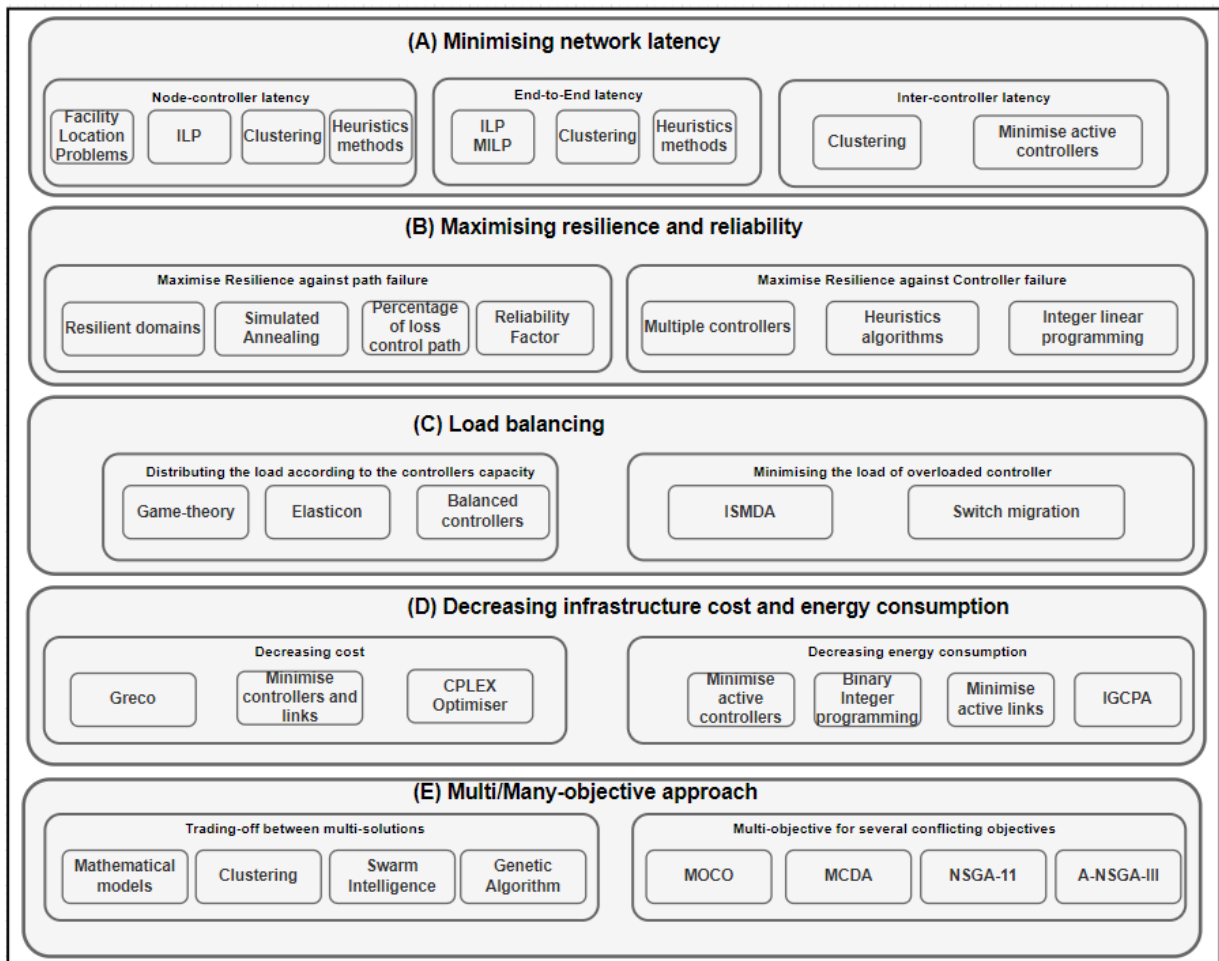 (A) Minimising network latency
Node-controller latency
Facility
Location
Problems
ILP
Clustering
Heuristics
methods
End-to-End latency
ILP
MILP
Clustering
Heuristics
methods
Inter-controller latency
Clustering
Minimise active
controllers
(B) Maximising resilience and reliability
Maximise Resilience against path failure
Resilient domains
Simulated
Annealing
Percentage
of loss
control path
Reliability
Factor
Maximise Resilience against Controller failure
Multiple controllers
Heuristics
algorithms
Integer linear
programming
(C) Load balancing
Distributing the load according to the controllers capacity
Game-theory
Elasticon
Balanced
controllers
Minimising the load of overloaded controller
ISMDA
Switch migration
(D) Decreasing infrastructure cost and energy consumption
Decreasing cost
Greco
Minimise
controllers and
links
CPLEX
Optimiser
Decreasing energy consumption
Minimise
active
controllers
Binary
Integer
programming
Minimise
active links
IGCPA
(E) Multi/Many-objective approach
Trading-off between multi-solutions
Mathematical
models
Clustering
Swarm
Intelligence
Genetic
Algorithm
Multi-objective for several conflicting objectives
MOCO
MCDA
NSGA-11
A-NSGA-III